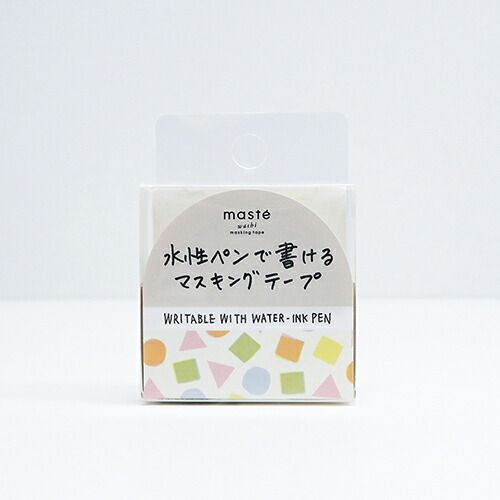 masté
washi
masking tape
水性ペンで書ける
マスキングテープ
WRITABLE WITH WATER-INK PEN